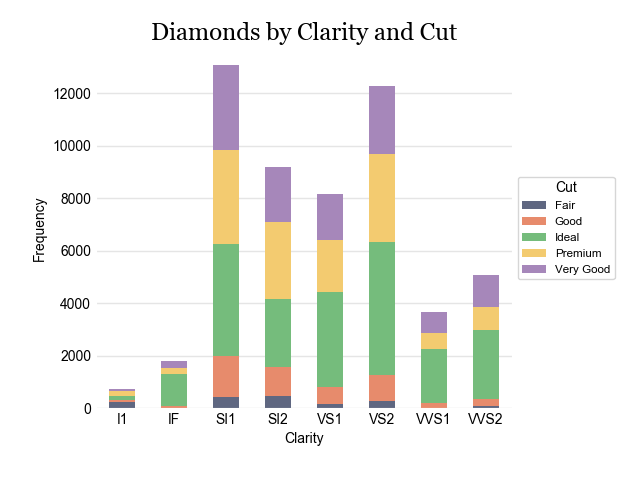 Diamonds by Clarity and Cut
Frequency
12000
10000
8000
6000
4000
2000
0
I1 IF SI1 SI2 VS1 VS2 VVS1 VVS2
Clarity
Cut
Fair
Good
Ideal
Premium
Very Good